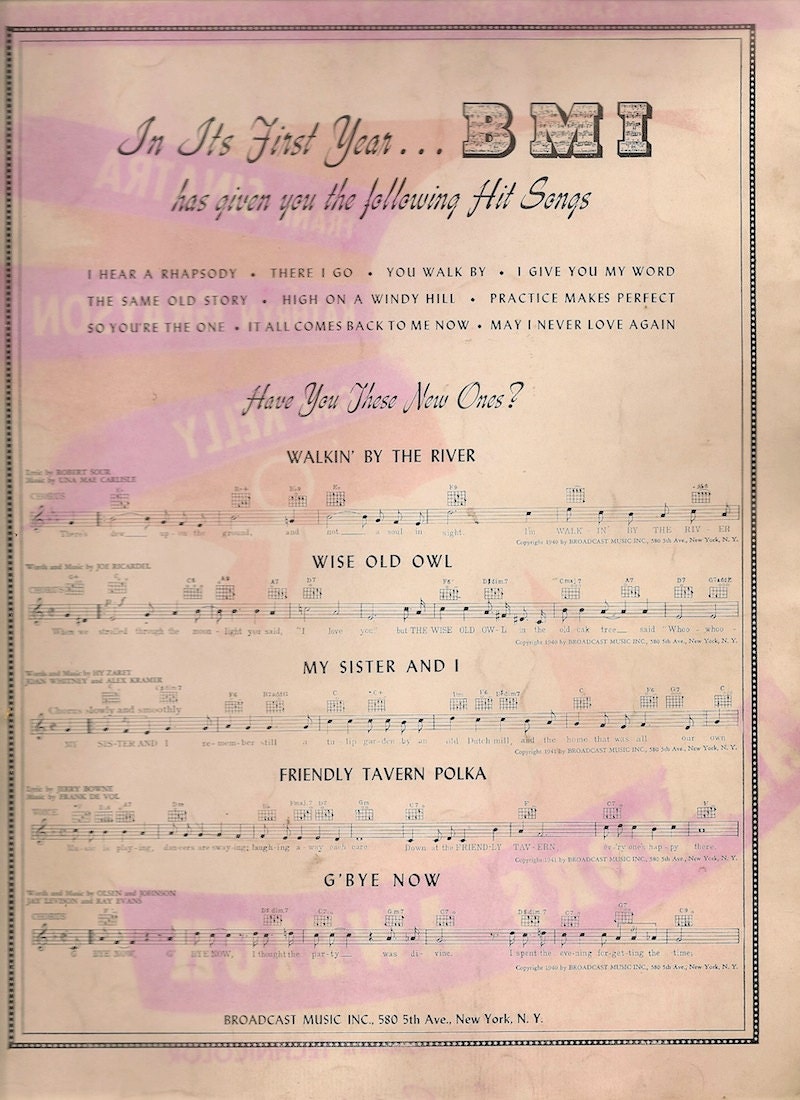 In Its First Year... BMI
has given you the following Hit Songs
I HEAR A RHAPSODY • THERE I GO • YOU WALK BY • I GIVE YOU MY WORD
THE SAME OLD STORY • HIGH ON A WINDY HILL • PRACTICE MAKES PERFECT
SO YOU'RE THE ONE • IT ALL COMES BACK TO ME NOW • MAY I NEVER LOVE AGAIN
Have You These New Ones?
WALKIN' BY THE RIVER
Lyric by ROBERT SOUR
Music by UNA MAE CARLISLE
CHORUS
There's dew___ up-on the ground, and not___ a soul in sight. I'm WALK-IN' BY THE RIV-ER
Copyright 1940 by BROADCAST MUSIC INC., 580 5th Ave., New York, N. Y.
WISE OLD OWL
Words and Music by JOE RICARDEL
CHORUS
When we strolled through the moon-light you said, "I love you" but THE WISE OLD OW-L in the old oak tree___ said "Whoo-whoo-
Copyright 1940 by BROADCAST MUSIC INC., 580 5th Ave., New York, N. Y.
MY SISTER AND I
Words and Music by HY ZARET
JOAN WHITNEY and ALEX KRAMER
Chorus slowly and smoothly
MY SIS-TER AND I re-mem-ber still a tu-lip gar-den by an old Dutch mill, and the home that was all our own
Copyright 1941 by BROADCAST MUSIC INC., 580 5th Ave., New York, N. Y.
FRIENDLY TAVERN POLKA
Lyric by JERRY BOWNE
Music by FRANK DE VOL
VOICE
Mu-sic is play-ing, dan-cers are sway-ing; laugh-ing a-way each care. Down at the FRIEND-LY TAV-ERN ev-'ry one's hap-py there,
Copyright 1941 by BROADCAST MUSIC INC., 580 5th Ave., New York, N. Y.
G'BYE NOW
Words and Music by OLSEN and JOHNSON
JAY LEVISON and RAY EVANS
CHORUS
G' BYE NOW, G' BYE NOW, I thought the par-ty___ was di-vine. I spent the eve-ning for-get-ting the time;
Copyright 1940 by BROADCAST MUSIC INC., 580 5th Ave., New York, N. Y.
BROADCAST MUSIC INC., 580 5th Ave., New York, N. Y.